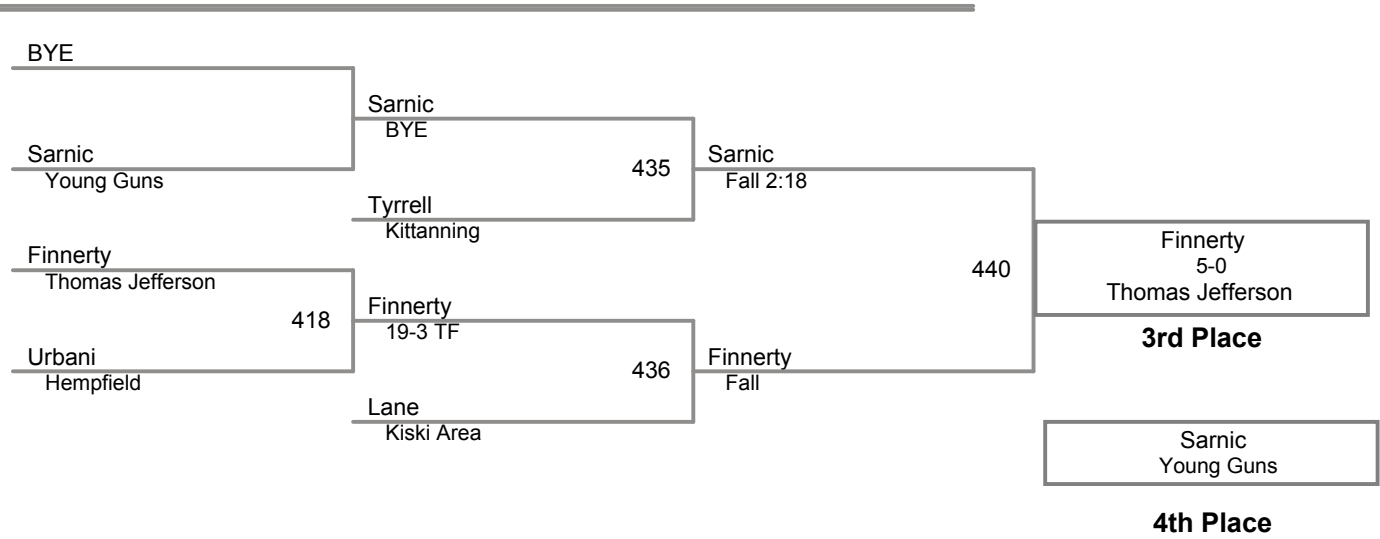 BYE
Sarnic
BYE
Sarnic
Young Guns
435
Sarnic
Fall 2:18
Tyrrell
Kittanning
Finnerty
Thomas Jefferson
440
Finnerty
5-0
Thomas Jefferson
3rd Place
418
Finnerty
19-3 TF
Urbani
Hempfield
436
Finnerty
Fall
Lane
Kiski Area
Sarnic
Young Guns
4th Place